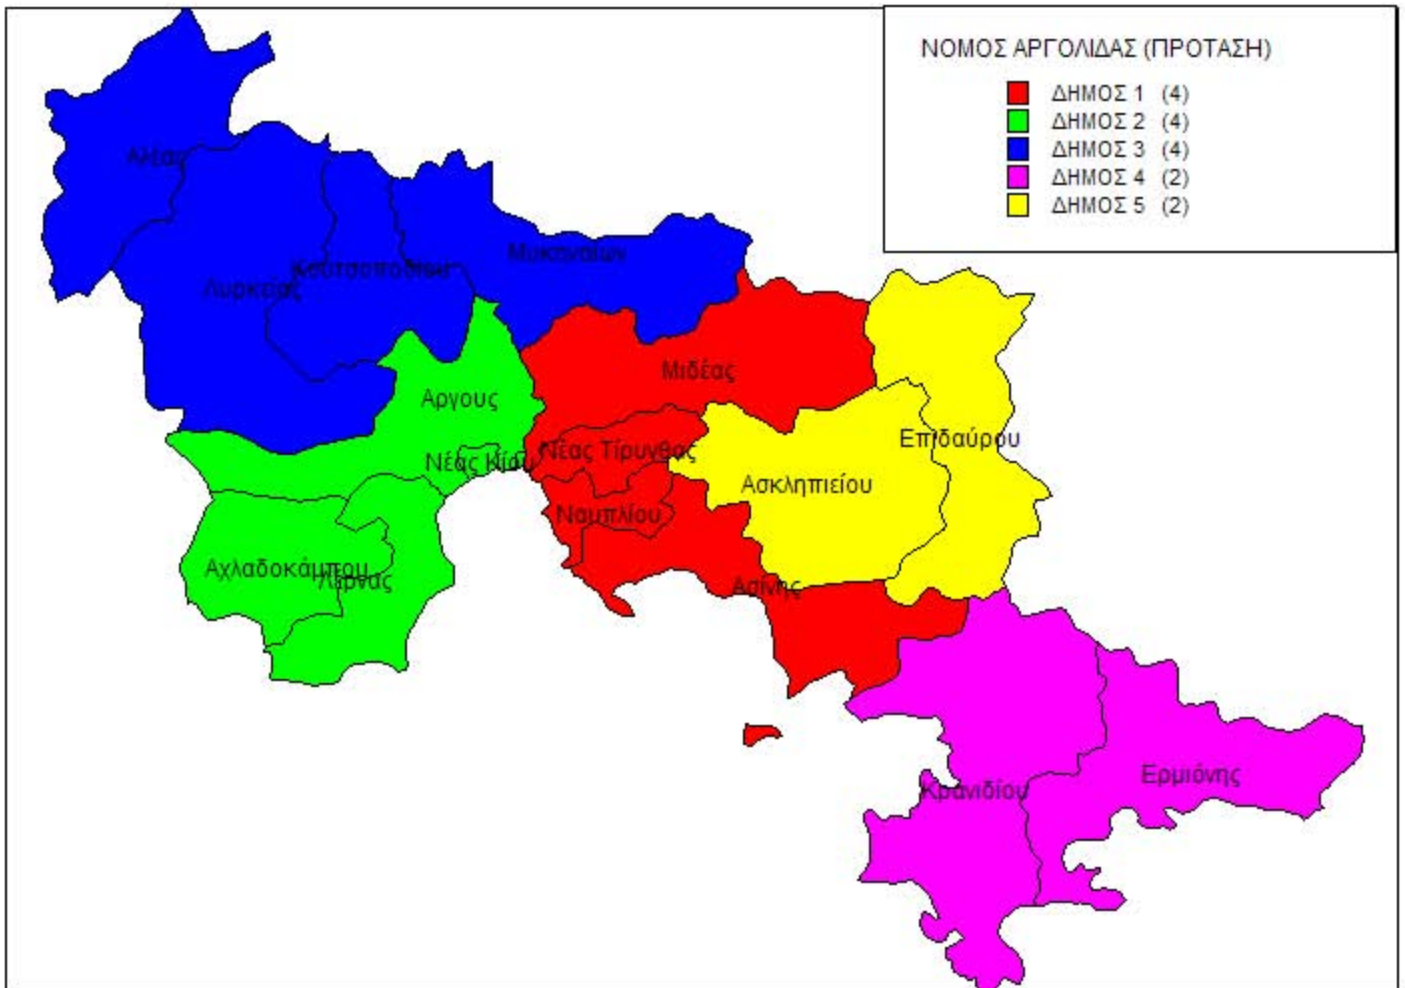 ΝΟΜΟΣ ΑΡΓΟΛΙΔΑΣ (ΠΡΟΤΑΣΗ)
ΔΗΜΟΣ 1 (4)
ΔΗΜΟΣ 2 (4)
ΔΗΜΟΣ 3 (4)
ΔΗΜΟΣ 4 (2)
ΔΗΜΟΣ 5 (2)
Αλέας
Μυκηναίων
Κουτσοποδίου
Λυρκείας
Μιδέας
Αργους
Επιδαύρου
Νέας Τίρυνθας
Νέας Κίου
Ασκληπιείου
Ναυπλίου
Αχλαδοκάμπου
Λέρνας
Ασίνης
Ερμιόνης
Κρανιδίου